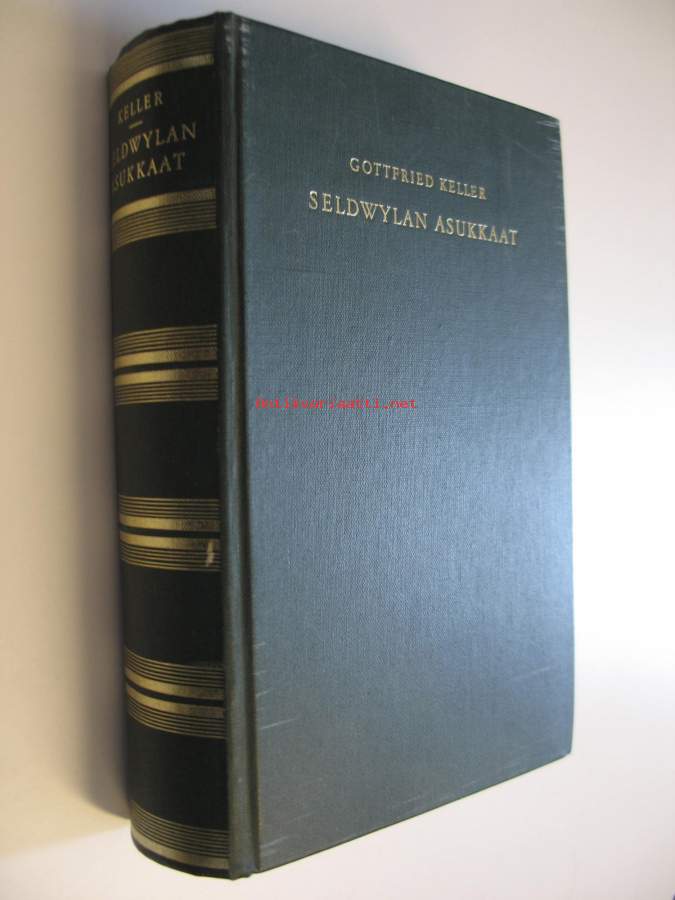 KELLER
SELDWYLAN
ASUKKAAT
GOTTFRIED KELLER
SELDWYLAN ASUKKAAT
antikvariaatti.net